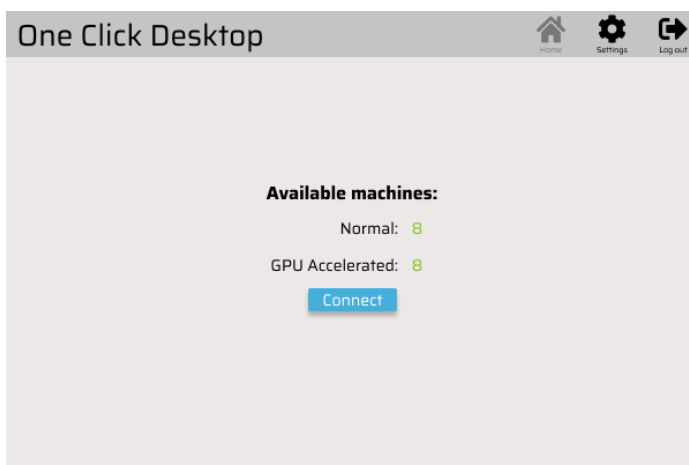 One Click Desktop
Home Settings Log out
Available machines:
Normal: 8
GPU Accelerated: 8
Connect